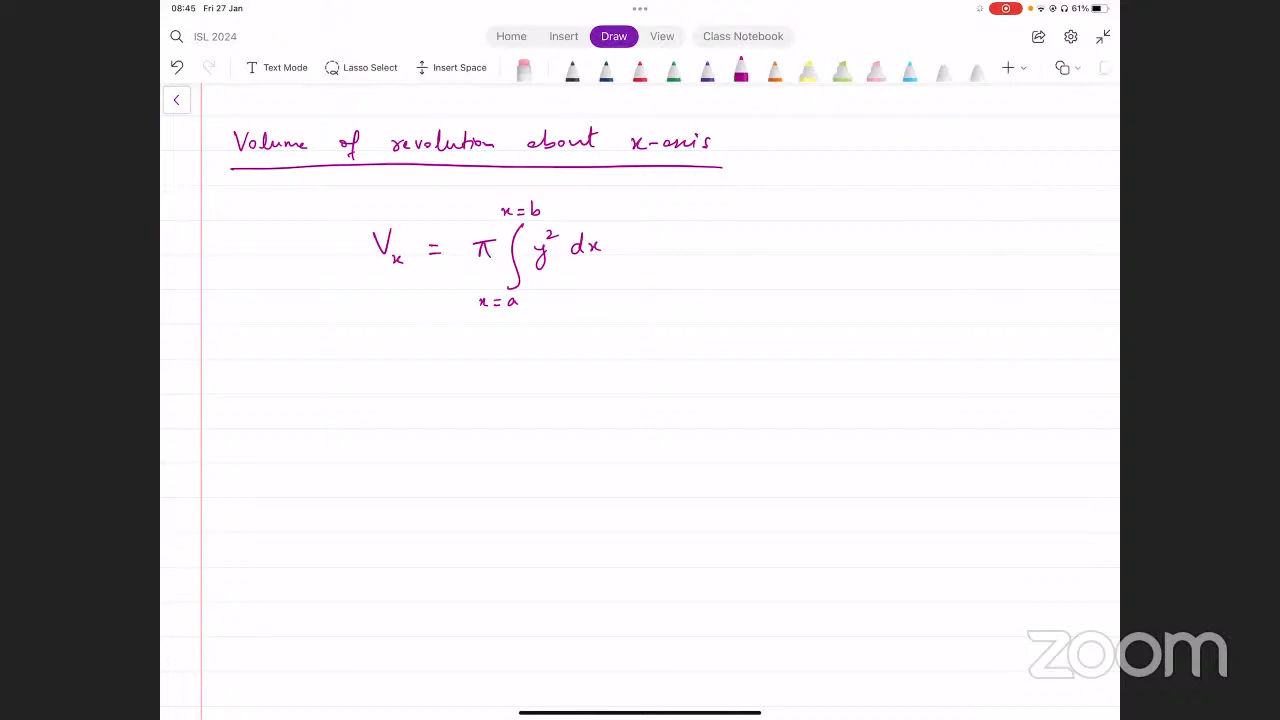 08:45 Fri 27 Jan 61%
ISL 2024 Home Insert Draw View Class Notebook
Text Mode Lasso Select Insert Space
Volume of revolution about x-axis
x=b
Vx = π∫ y² dx
x=a
zoom